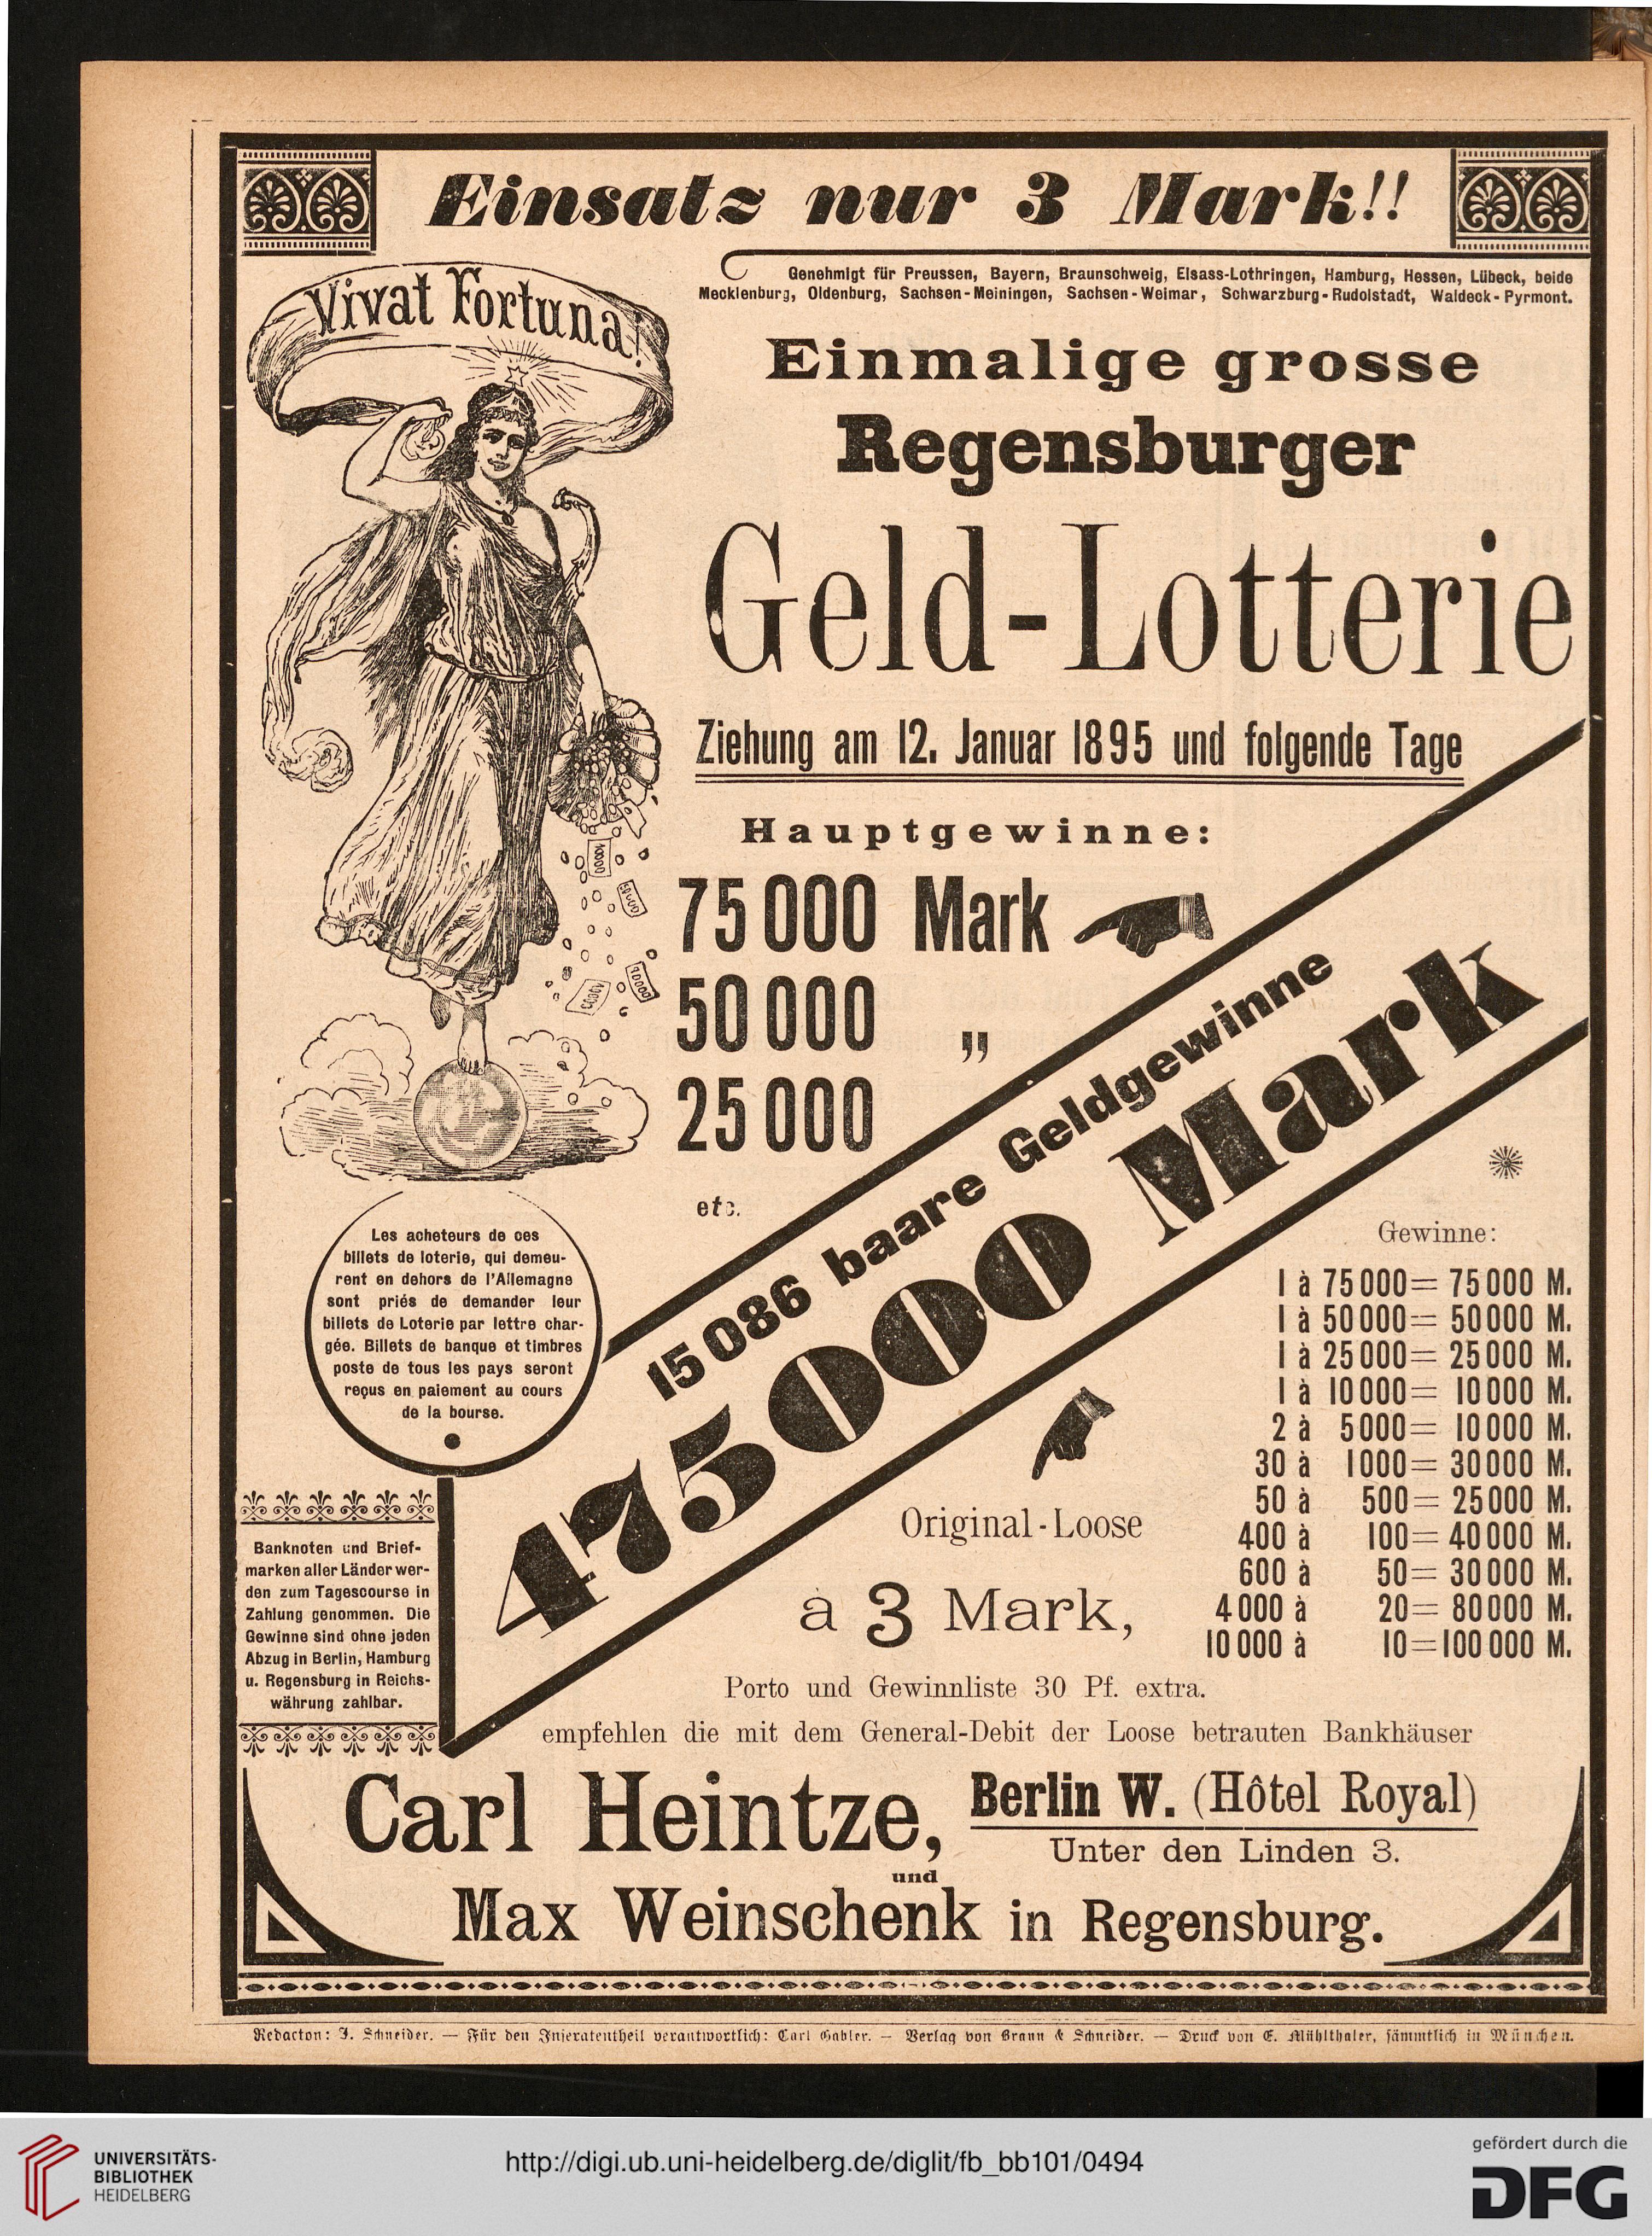 Einsatz nur 3 Mark!!
Genehmigt für Preussen, Bayern, Braunschweig, Elsass-Lothringen, Hamburg, Hessen, Lübeck, beide
Mecklenburg, Oldenburg, Sachsen-Meiningen, Sachsen-Weimar, Schwarzburg-Rudolstadt, Waldeck-Pyrmont.
Vivat Fortuna!
Einmalige grosse
Regensburger
Geld-Lotterie
Ziehung am 12. Januar 1895 und folgende Tage
Hauptgewinne:
75 000 Mark
50 000 „
25 000
etc.
10000
50000
10000
15 086 baare Geldgewinne
475000 Mark
Les acheteurs de ces
billets de loterie, qui demeu-
rent en dehors de l'Allemagne
sont priés de demander leur
billets de Loterie par lettre char-
gée. Billets de banque et timbres
poste de tous les pays seront
reçus en paiement au cours
de la bourse.
Banknoten und Brief-
marken aller Länder wer-
den zum Tagescourse in
Zahlung genommen. Die
Gewinne sind ohne jeden
Abzug in Berlin, Hamburg
u. Regensburg in Reichs-
währung zahlbar.
Gewinne:
1 à 75 000 = 75 000 M.
1 à 50 000 = 50 000 M.
1 à 25 000 = 25 000 M.
1 à 10 000 = 10 000 M.
2 à 5 000 = 10 000 M.
30 à 1000 = 30 000 M.
50 à 500 = 25 000 M.
400 à 100 = 40 000 M.
600 à 50 = 30 000 M.
4 000 à 20 = 80 000 M.
10 000 à 10 = 100 000 M.
Original-Loose
à 3 Mark,
Porto und Gewinnliste 30 Pf. extra.
empfehlen die mit dem General-Debit der Loose betrauten Bankhäuser
Carl Heintze, Berlin W. (Hôtel Royal)
Unter den Linden 3.
und
Max Weinschenk in Regensburg.
Redacton: J. Schneider. — Für den Inseratentheil verantwortlich: Carl Gabler. — Verlag von Braun & Schneider. — Druck von E. Mühlthaler, sämmtlich in München.
UNIVERSITÄTS-
BIBLIOTHEK
HEIDELBERG
http://digi.ub.uni-heidelberg.de/diglit/fb_bb101/0494
gefördert durch die
DFG